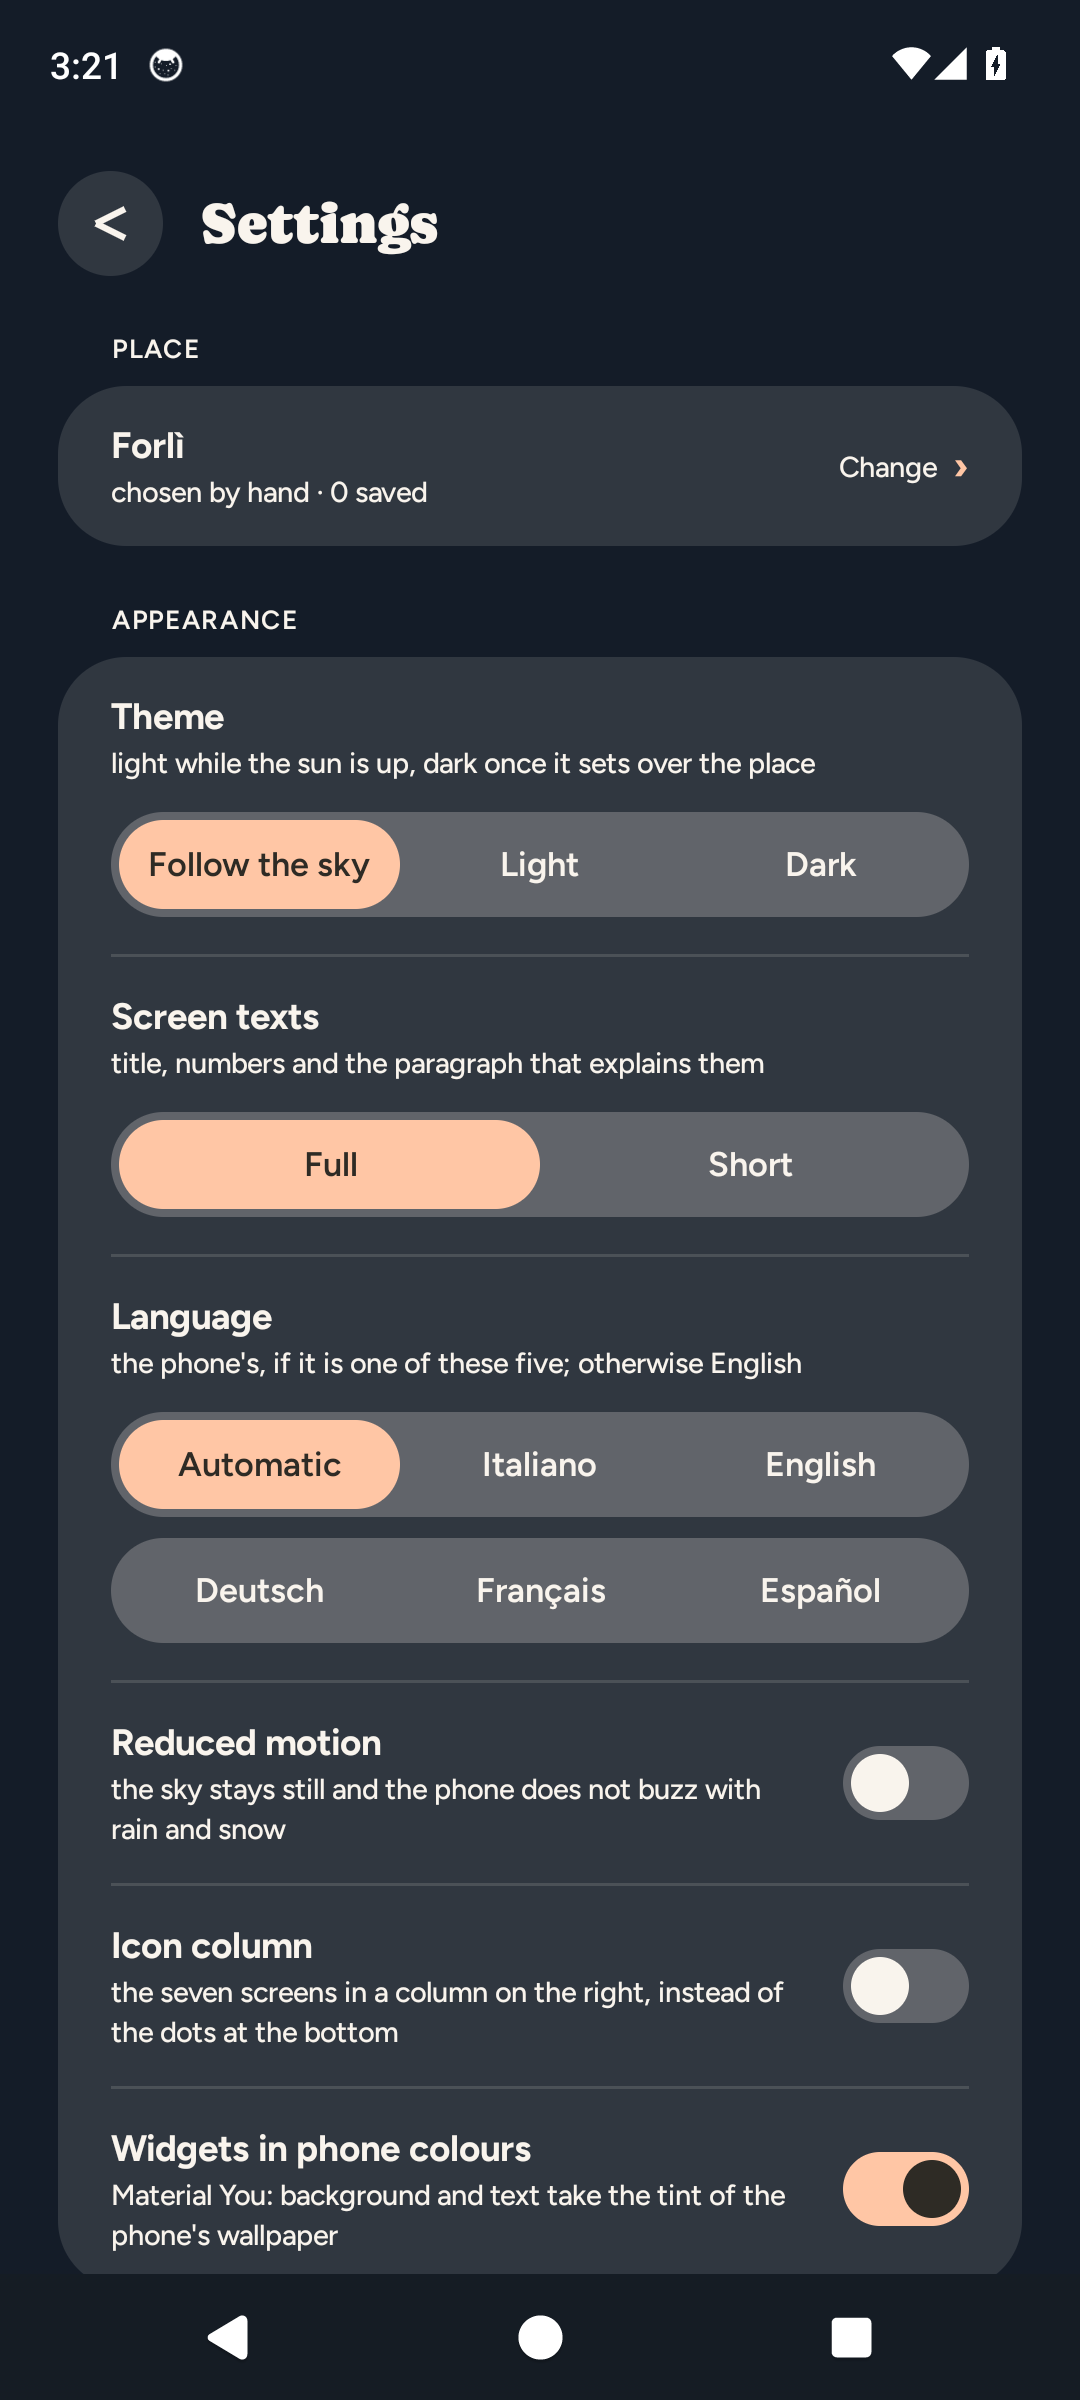 3:21
Settings
PLACE
Forlì
chosen by hand · 0 saved
Change ›
APPEARANCE
Theme
light while the sun is up, dark once it sets over the place
Follow the sky Light Dark
Screen texts
title, numbers and the paragraph that explains them
Full Short
Language
the phone's, if it is one of these five; otherwise English
Automatic Italiano English
Deutsch Français Español
Reduced motion
the sky stays still and the phone does not buzz with
rain and snow
Icon column
the seven screens in a column on the right, instead of
the dots at the bottom
Widgets in phone colours
Material You: background and text take the tint of the
phone's wallpaper